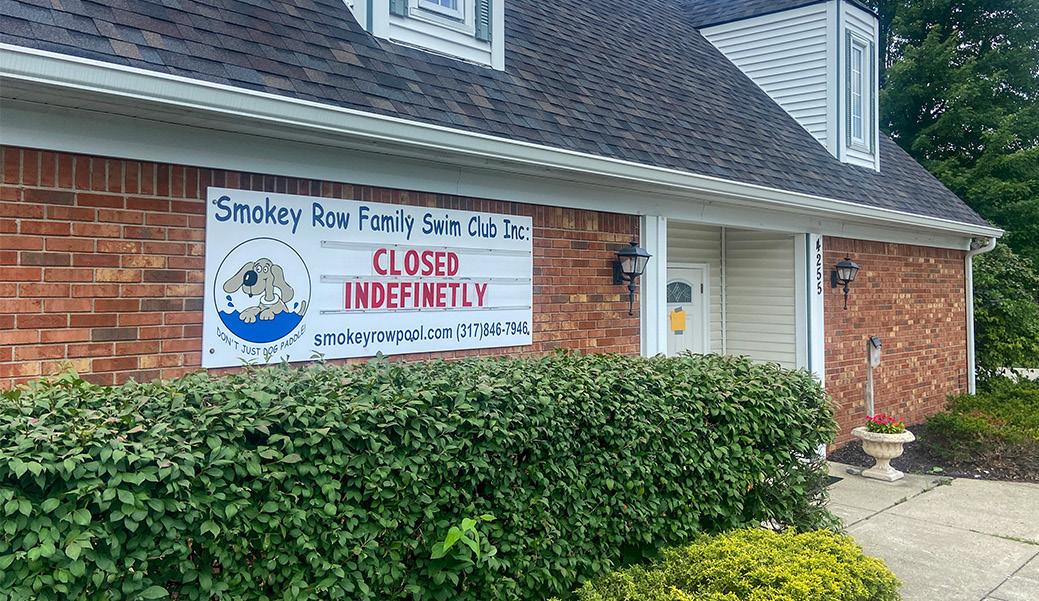 Smokey Row Family Swim Club Inc:
CLOSED
INDEFINETLY
DON'T JUST DOG PADDLE!
smokeyrowpool.com (317)846-7946
4255